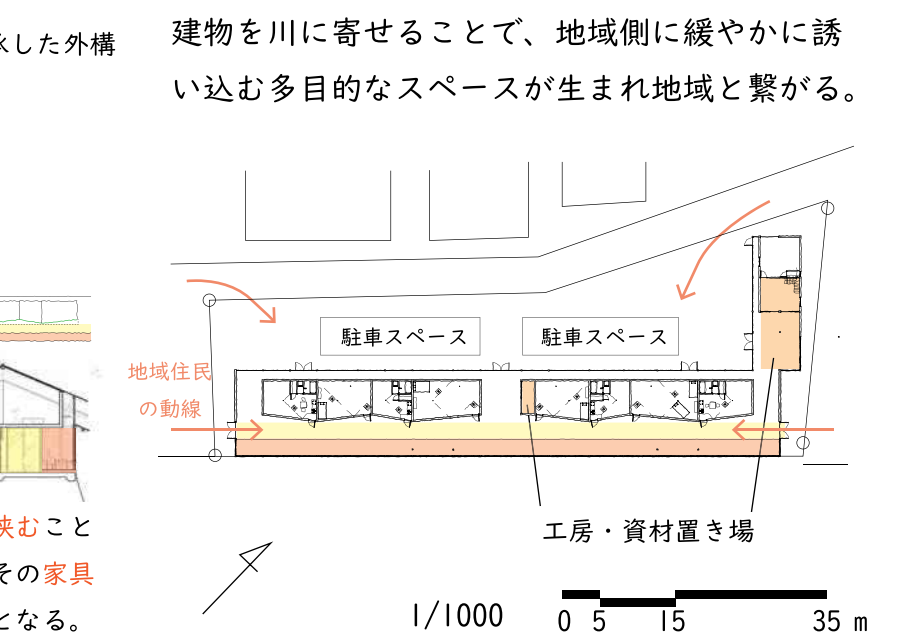 した外構
建物を川に寄せることで、地域側に緩やかに誘
い込む多目的なスペースが生まれ地域と繋がる。
駐車スペース
駐車スペース
地域住民
の動線
工房・資材置き場
挟むこと
その家具
となる。
1/1000
0 5 15 35 m